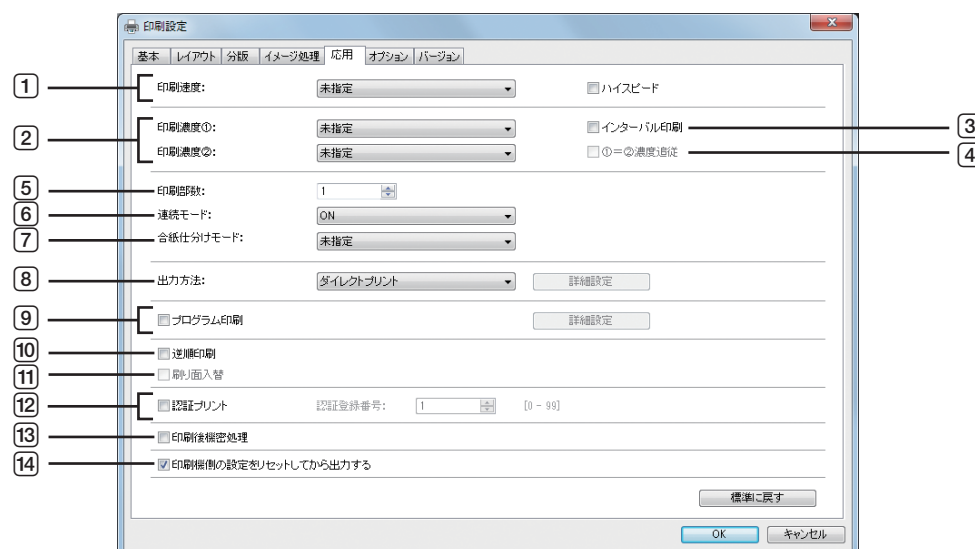 印刷設定
基本 レイアウト 分版 イメージ処理 応用 オプション バージョン
1 印刷速度: 未指定 ハイスピード
2 印刷濃度①: 未指定 インターバル印刷 3
印刷濃度②: 未指定 ①=②濃度追従 4
5 印刷部数: 1
6 連続モード: ON
7 合紙仕分けモード: 未指定
8 出力方法: ダイレクトプリント 詳細設定
9 プログラム印刷 詳細設定
10 逆順印刷
11 刷り面入替
12 認証プリント 認証登録番号: 1 [0 - 99]
13 印刷後機密処理
14 印刷機側の設定をリセットしてから出力する
標準に戻す
OK キャンセル